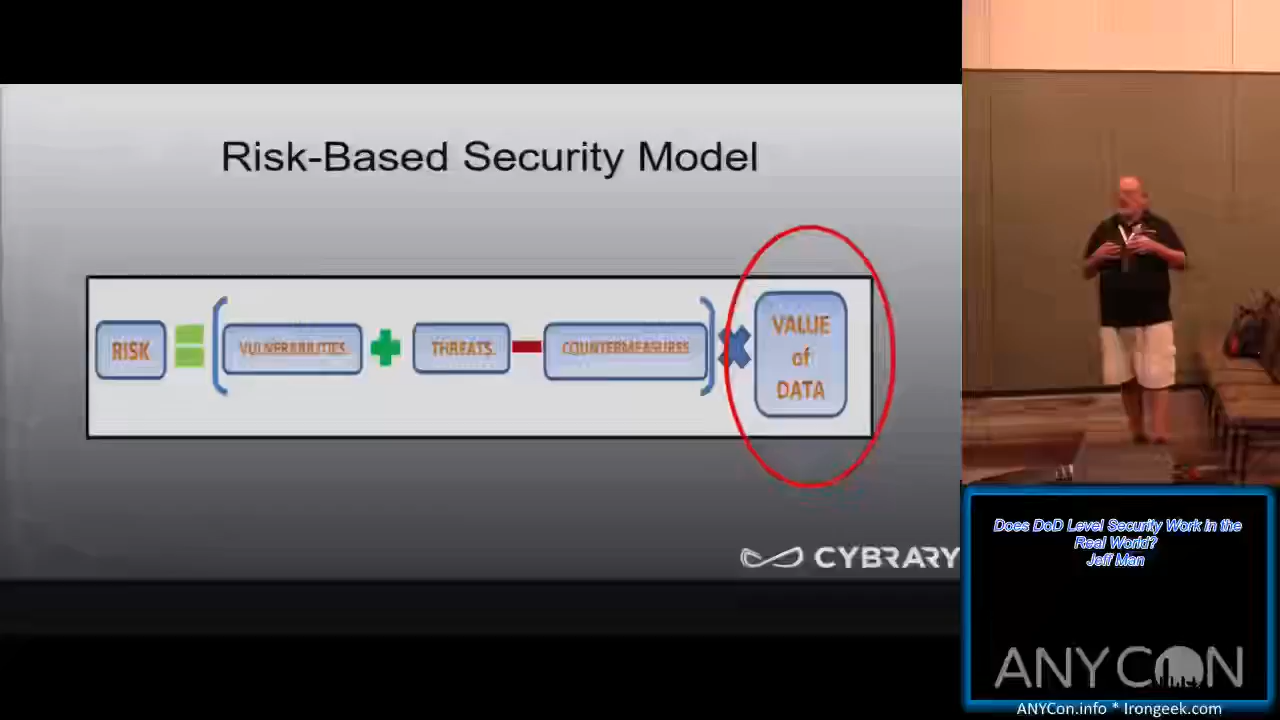 Risk-Based Security Model
RISK
VULNERABILITIES
THREATS
COUNTERMEASURES
VALUE
of
DATA
CYBRARY
Does DoD Level Security Work in the
Real World?
Jeff Man
ANYCON
ANYCon.info * Irongeek.com